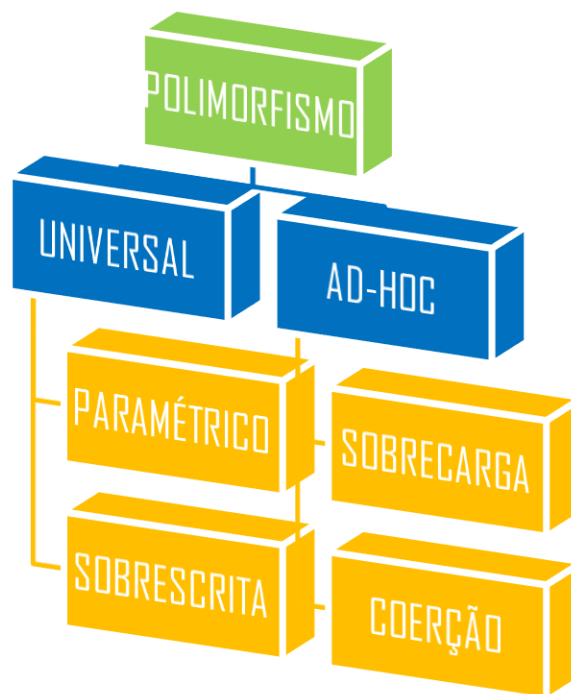 POLIMORFISMO
UNIVERSAL
AD-HOC
PARAMÉTRICO
SOBRECARGA
SOBRESCRITA
COERÇÃO